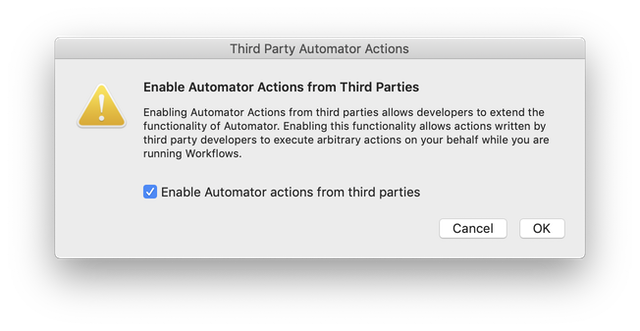 Third Party Automator Actions
Enable Automator Actions from Third Parties
Enabling Automator Actions from third parties allows developers to extend the
functionality of Automator. Enabling this functionality allows actions written by
third party developers to execute arbitrary actions on your behalf while you are
running Workflows.
Enable Automator actions from third parties
Cancel OK